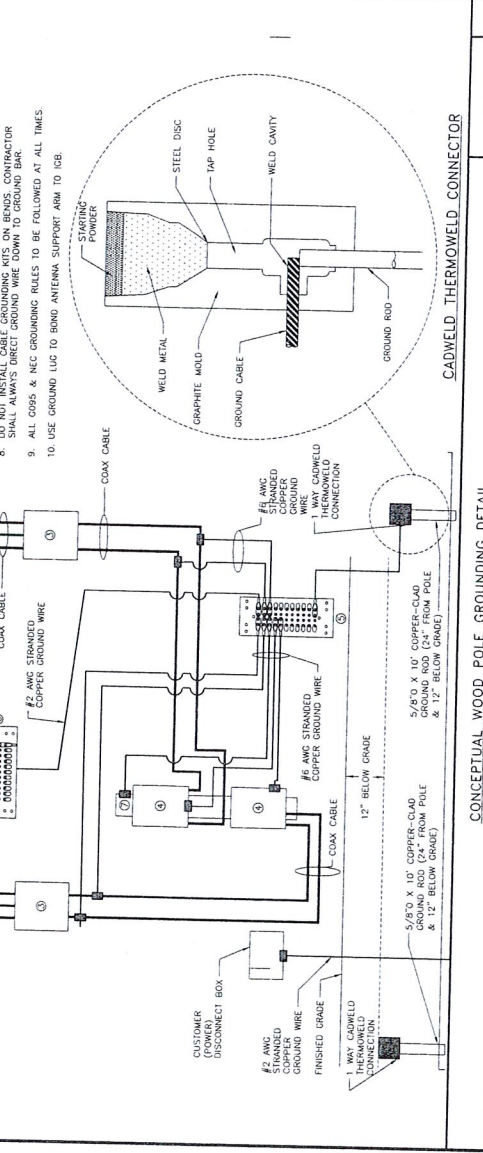 8. DO NOT INSTALL CABLE GROUNDING KITS ON BENDS. CONTRACTOR
SHALL ALWAYS DIRECT GROUND WIRE DOWN TO GROUND BAR.
9. ALL GO95 & NEC GROUNDING RULES TO BE FOLLOWED AT ALL TIMES.
10. USE GROUND LUG TO BOND ANTENNA SUPPORT ARM TO IGB.
COAX CABLE
#2 AWG STRANDED
COPPER GROUND WIRE
3
3
COAX CABLE
7
4
4
5
#6 AWG
STRANDED
COPPER
GROUND
WIRE
1 WAY CADWELD
THERMOWELD
CONNECTION
#6 AWG STRANDED
COPPER GROUND WIRE
COAX CABLE
CUSTOMER
(POWER)
DISCONNECT BOX
#2 AWG
STRANDED
COPPER
GROUND WIRE
FINISHED GRADE
1 WAY CADWELD
THERMOWELD
CONNECTION
12" BELOW GRADE
5/8"O X 10' COPPER-CLAD
GROUND ROD (24" FROM POLE
& 12" BELOW GRADE)
5/8"O X 10' COPPER-CLAD
GROUND ROD (24" FROM POLE
& 12" BELOW GRADE)
STARTING
POWDER
STEEL DISC
TAP HOLE
WELD METAL
WELD CAVITY
GRAPHITE MOLD
GROUND CABLE
GROUND ROD
CADWELD THERMOWELD CONNECTOR
CONCEPTUAL WOOD POLE GROUNDING DETAIL